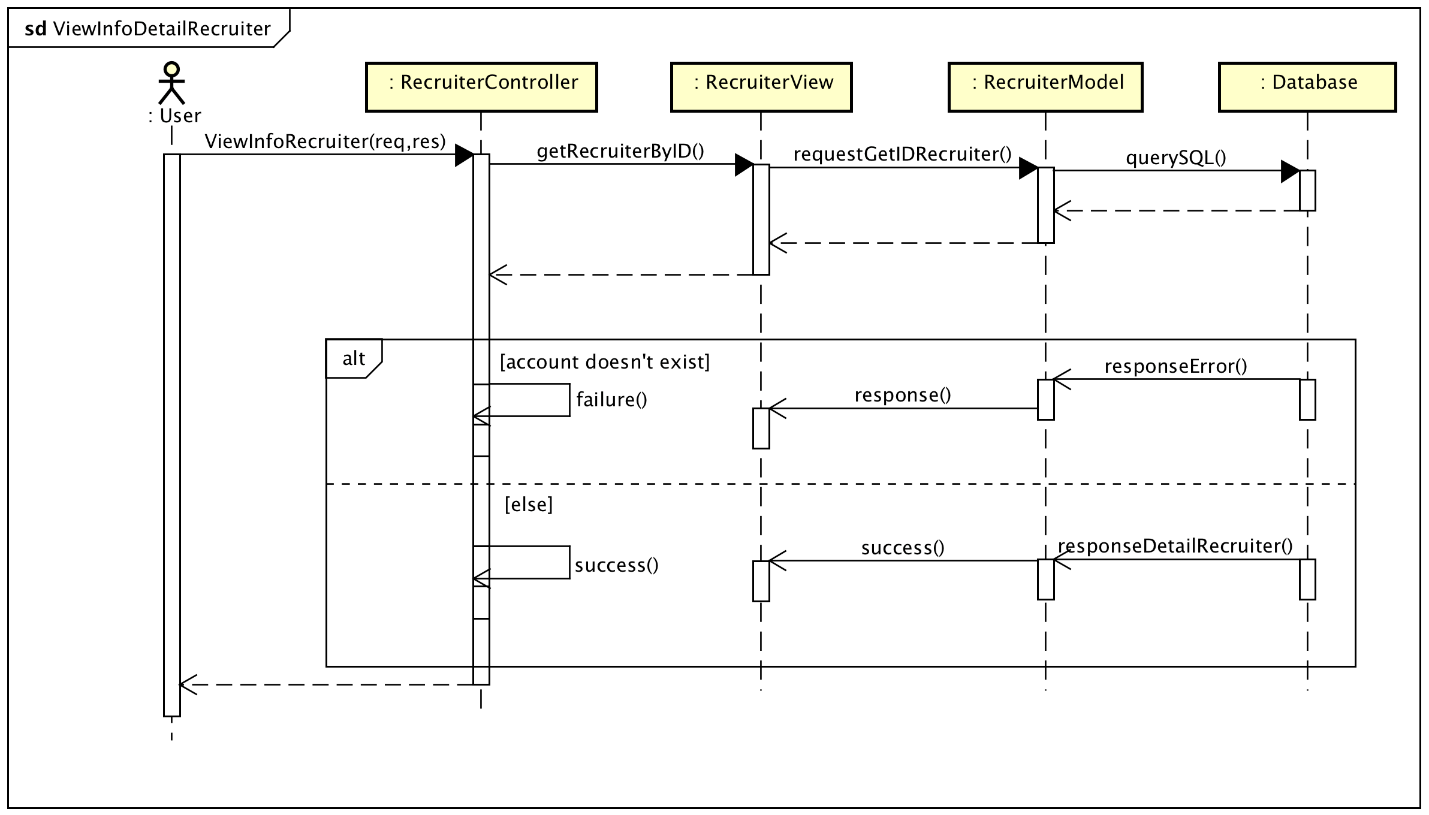 sd ViewInfoDetailRecruiter
: User
: RecruiterController
: RecruiterView
: RecruiterModel
: Database
ViewInfoRecruiter(req,res)
getRecruiterByID()
requestGetIDRecruiter()
querySQL()
alt
[account doesn't exist]
responseError()
response()
failure()
[else]
responseDetailRecruiter()
success()
success()